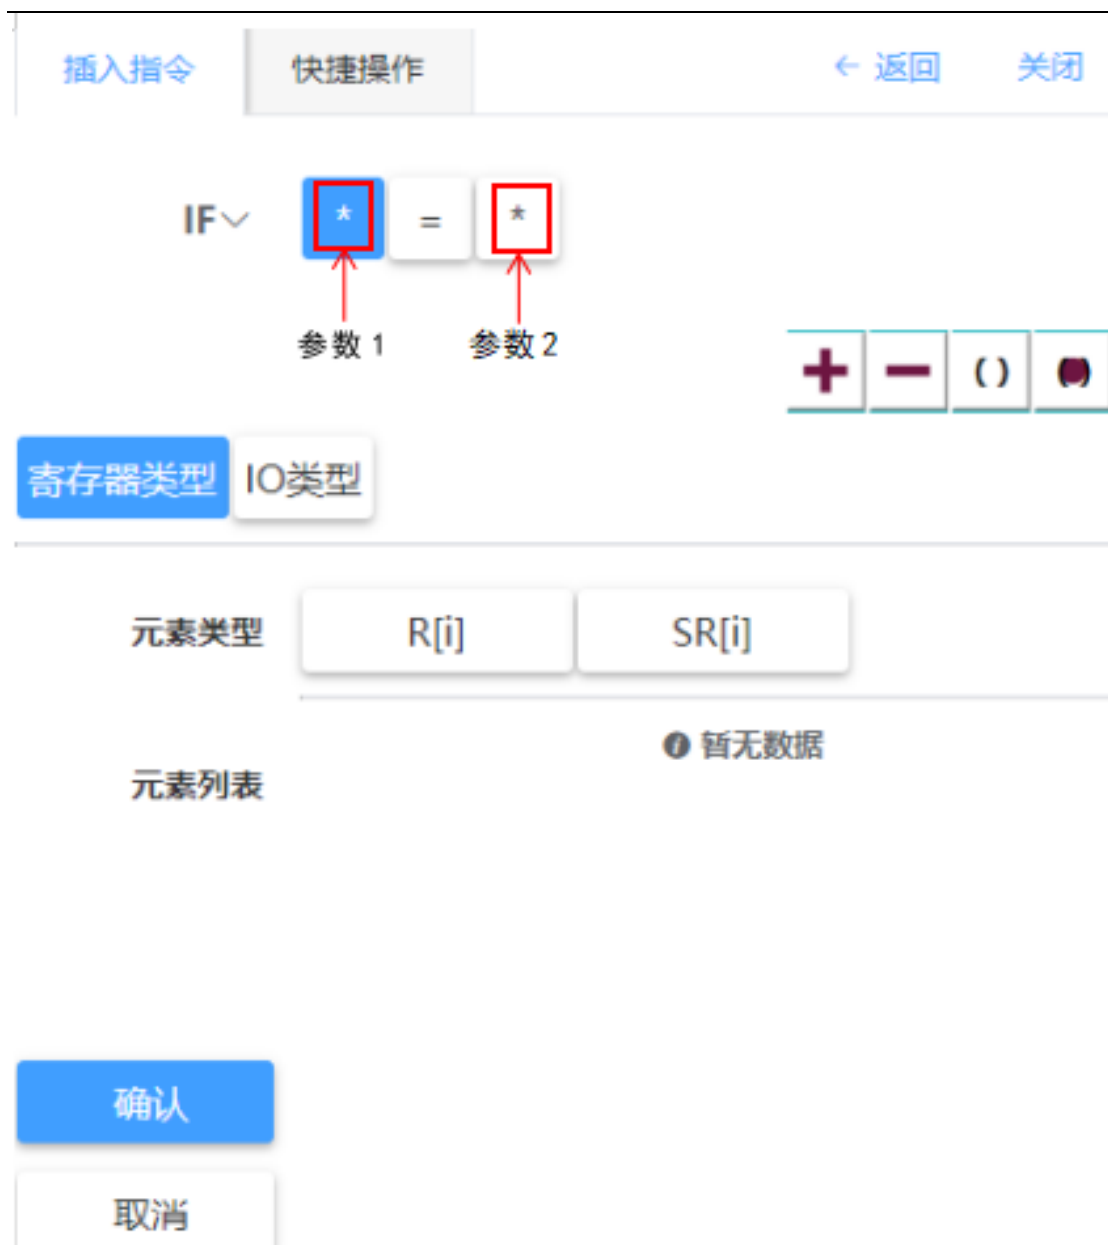 插入指令 快捷操作 ← 返回 关闭
IF * = *
参数 1 参数 2
+ − ( ) ( )
寄存器类型 IO类型
元素类型 R[i] SR[i]
暂无数据
元素列表
确认
取消